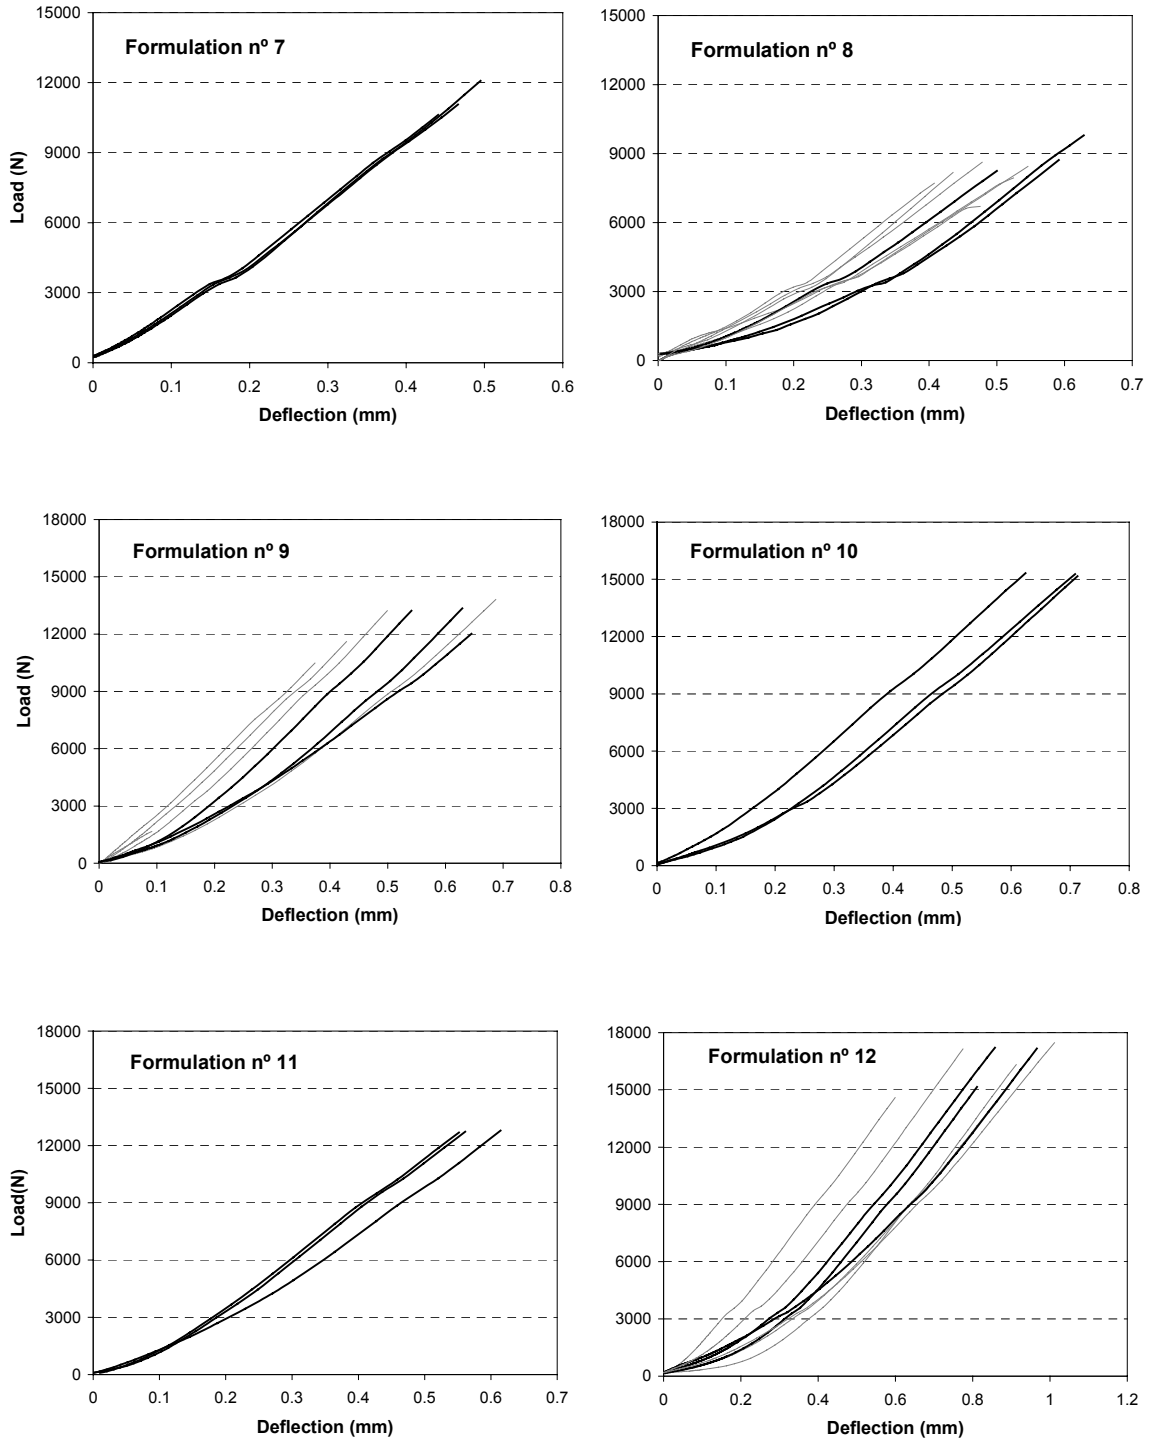 Formulation nº 7
15000
12000
9000
6000
3000
0
Load (N)
0 0.1 0.2 0.3 0.4 0.5 0.6
Deflection (mm)
Formulation nº 8
15000
12000
9000
6000
3000
0
0 0.1 0.2 0.3 0.4 0.5 0.6 0.7
Deflection (mm)
Formulation nº 9
18000
15000
12000
9000
6000
3000
0
Load (N)
0 0.1 0.2 0.3 0.4 0.5 0.6 0.7 0.8
Deflection (mm)
Formulation nº 10
18000
15000
12000
9000
6000
3000
0
0 0.1 0.2 0.3 0.4 0.5 0.6 0.7 0.8
Deflection (mm)
Formulation nº 11
18000
15000
12000
9000
6000
3000
0
Load(N)
0 0.1 0.2 0.3 0.4 0.5 0.6 0.7
Deflection (mm)
Formulation nº 12
18000
15000
12000
9000
6000
3000
0
0 0.2 0.4 0.6 0.8 1 1.2
Deflection (mm)